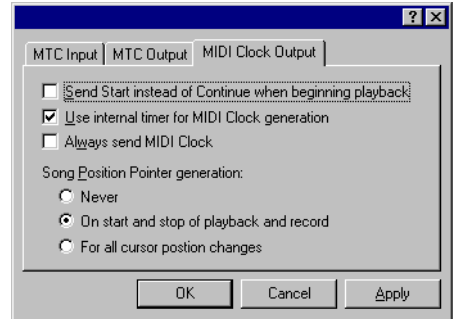 MTC Input MTC Output MIDI Clock Output
Send Start instead of Continue when beginning playback
Use internal timer for MIDI Clock generation
Always send MIDI Clock
Song Position Pointer generation:
Never
On start and stop of playback and record
For all cursor postion changes
OK Cancel Apply